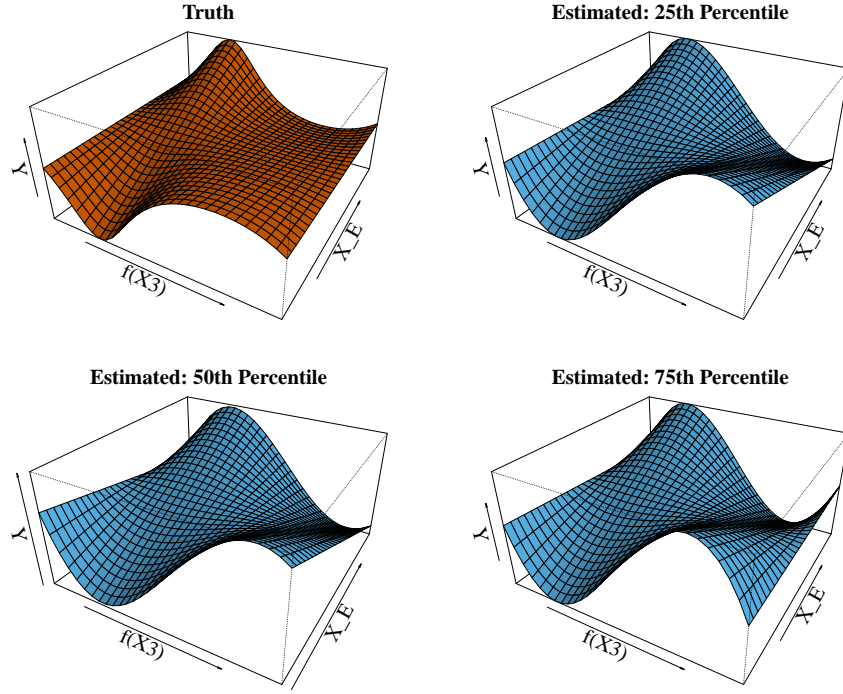 Truth
Estimated: 25th Percentile
Y
f(X3)
X_E
Y
f(X3)
X_E
Estimated: 50th Percentile
Estimated: 75th Percentile
Y
f(X3)
X_E
Y
f(X3)
X_E